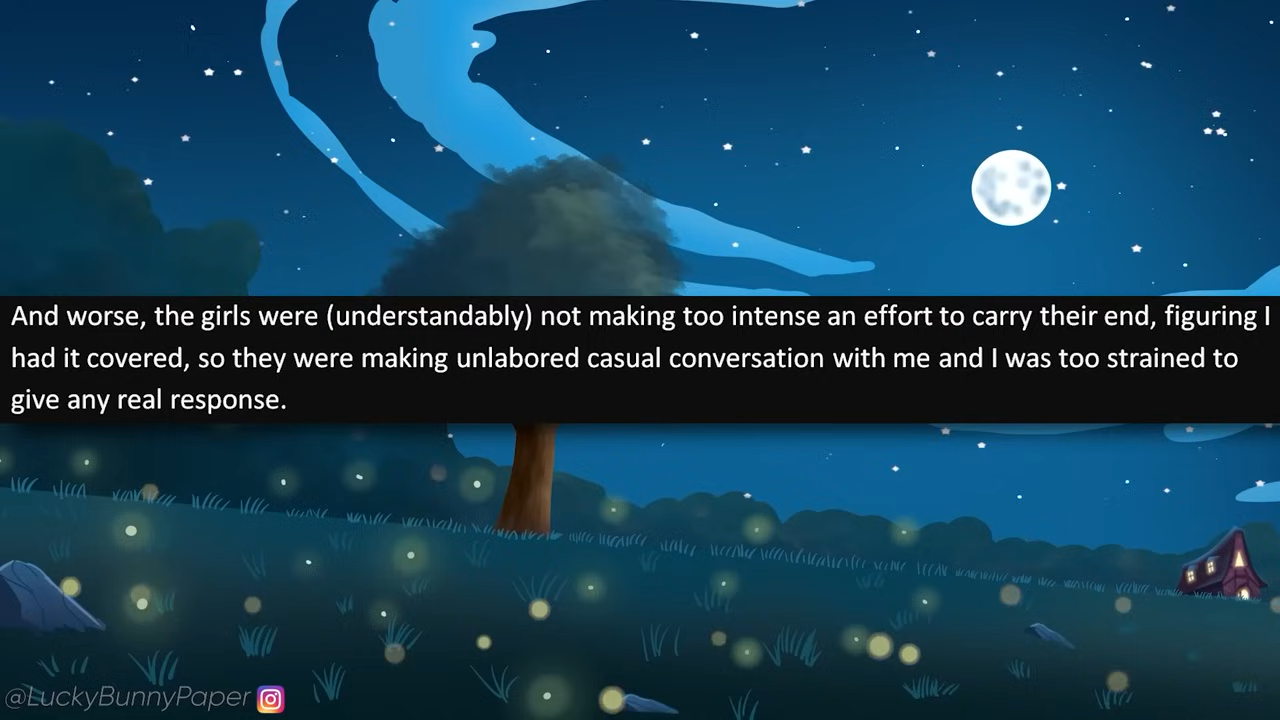 And worse, the girls were (understandably) not making too intense an effort to carry their end, figuring I
had it covered, so they were making unlabored casual conversation with me and I was too strained to
give any real response.
@LuckyBunnyPaper